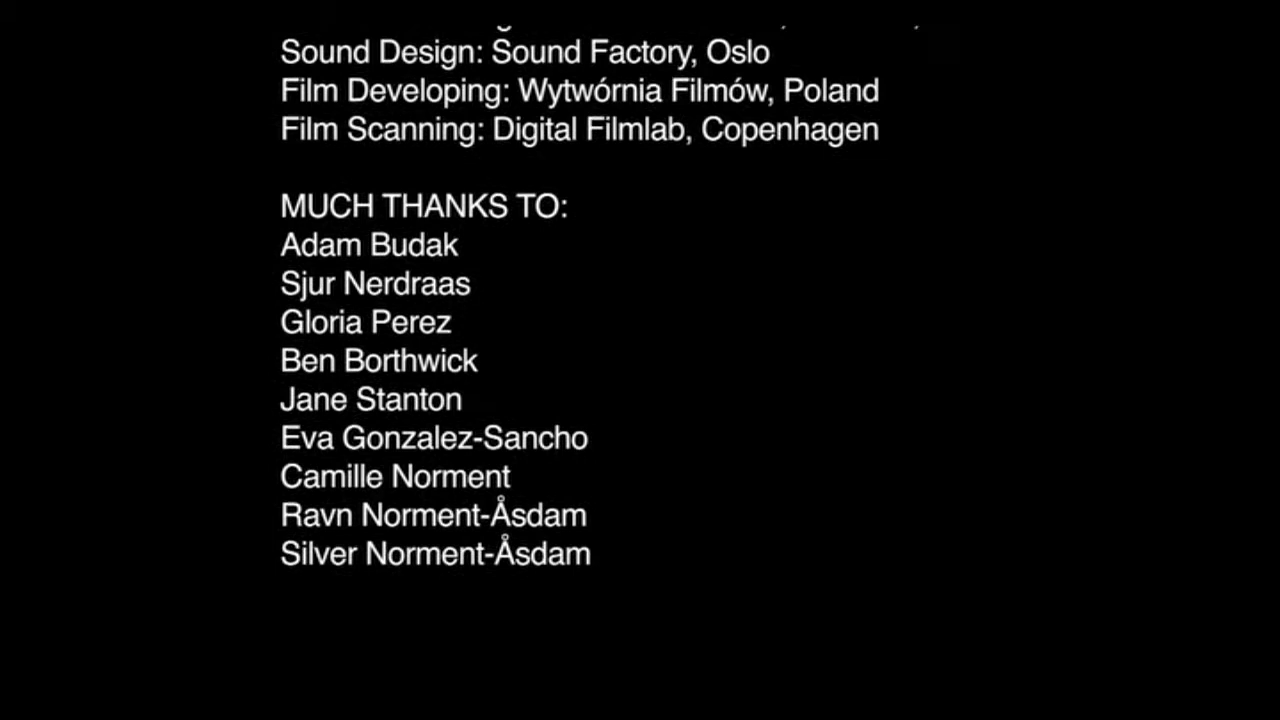 Sound Design: Sound Factory, Oslo
Film Developing: Wytwórnia Filmów, Poland
Film Scanning: Digital Filmlab, Copenhagen
MUCH THANKS TO:
Adam Budak
Sjur Nerdraas
Gloria Perez
Ben Borthwick
Jane Stanton
Eva Gonzalez-Sancho
Camille Norment
Ravn Norment-Åsdam
Silver Norment-Åsdam